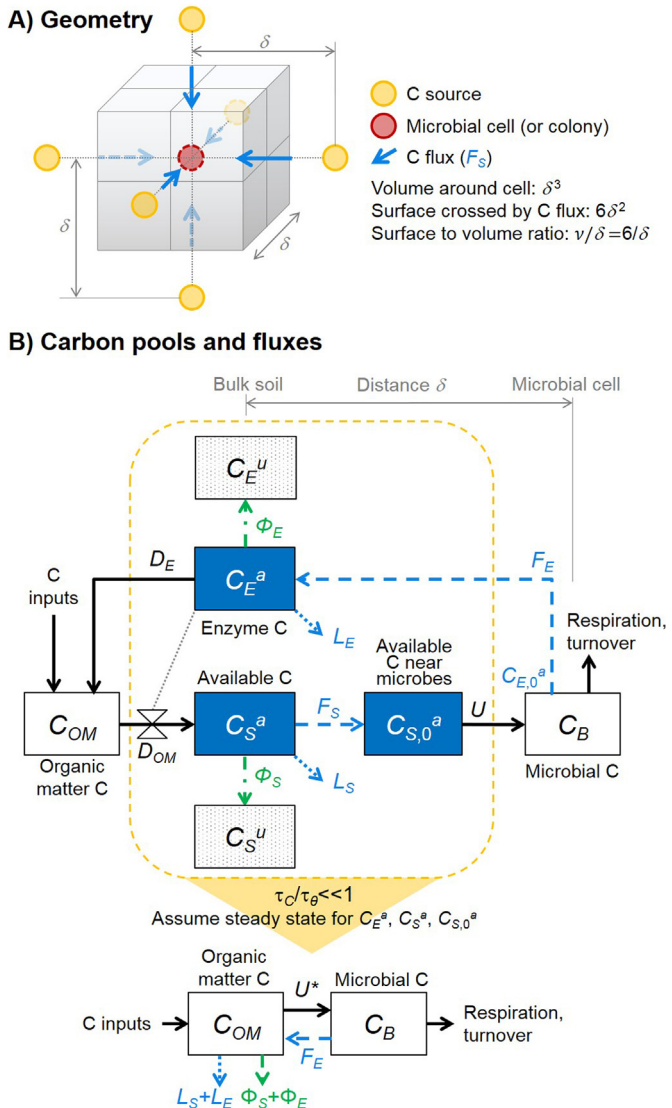 A) Geometry
δ
C source
Microbial cell (or colony)
C flux (F_S)
Volume around cell: δ³
Surface crossed by C flux: 6δ²
Surface to volume ratio: ν/δ=6/δ
δ
δ
B) Carbon pools and fluxes
Bulk soil Distance δ Microbial cell
C_E^u
Φ_E
D_E
F_E
C_E^a
C inputs
Enzyme C
L_E
Respiration, turnover
Available C
Available C near microbes
C_{E,0}^a
C_OM
D_OM
C_S^a
F_S
C_{S,0}^a
U
C_B
Organic matter C
Φ_S
L_S
Microbial C
C_S^u
τ_C/τ_θ<<1
Assume steady state for C_E^a, C_S^a, C_{S,0}^a
Organic matter C
Microbial C
U*
C inputs
C_OM
C_B
Respiration, turnover
F_E
L_S+L_E Φ_S+Φ_E